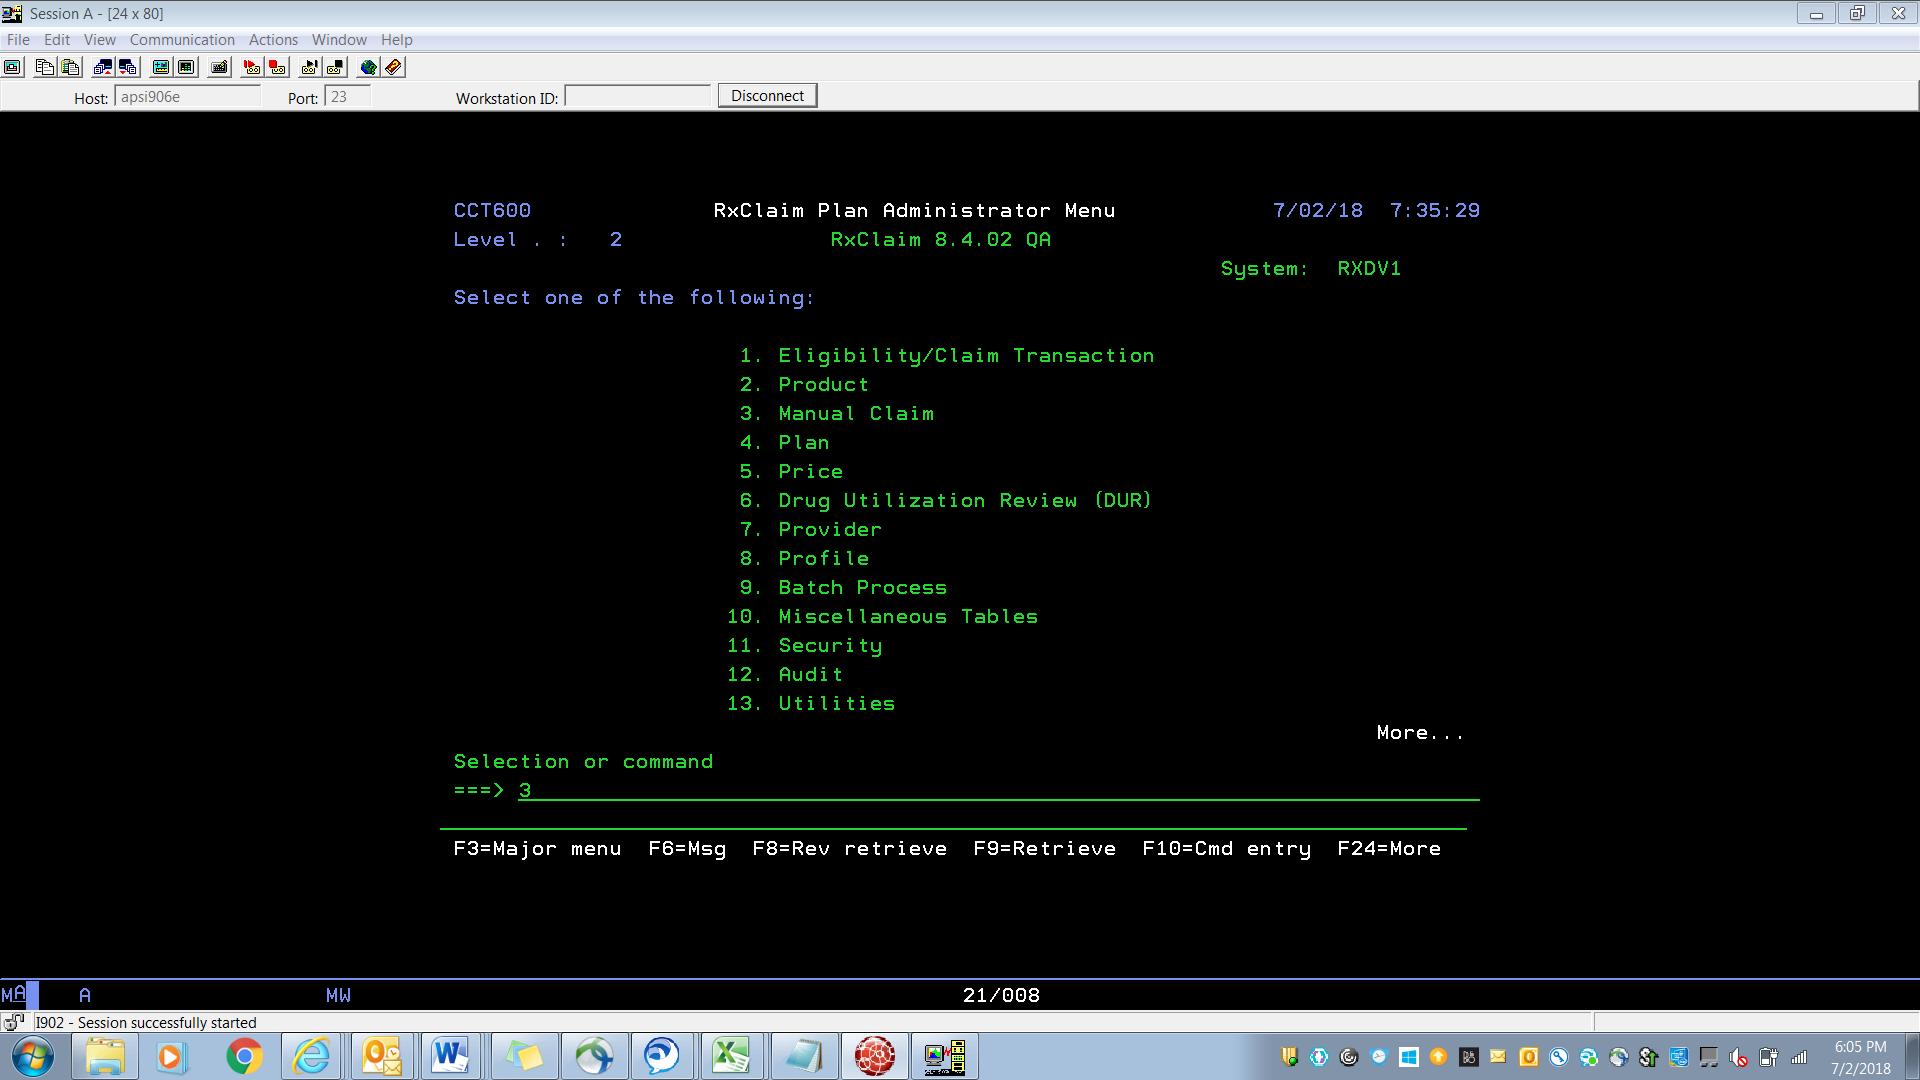 Session A - [24 x 80]
File Edit View Communication Actions Window Help
Host: apsi906e Port: 23 Workstation ID: Disconnect
CCT600 RxClaim Plan Administrator Menu 7/02/18 7:35:29
Level . : 2 RxClaim 8.4.02 QA
System: RXDV1
Select one of the following:
1. Eligibility/Claim Transaction
2. Product
3. Manual Claim
4. Plan
5. Price
6. Drug Utilization Review (DUR)
7. Provider
8. Profile
9. Batch Process
10. Miscellaneous Tables
11. Security
12. Audit
13. Utilities
More...
Selection or command
===> 3
F3=Major menu F6=Msg F8=Rev retrieve F9=Retrieve F10=Cmd entry F24=More
MA A MW 21/008
I902 - Session successfully started
6:05 PM
7/2/2018